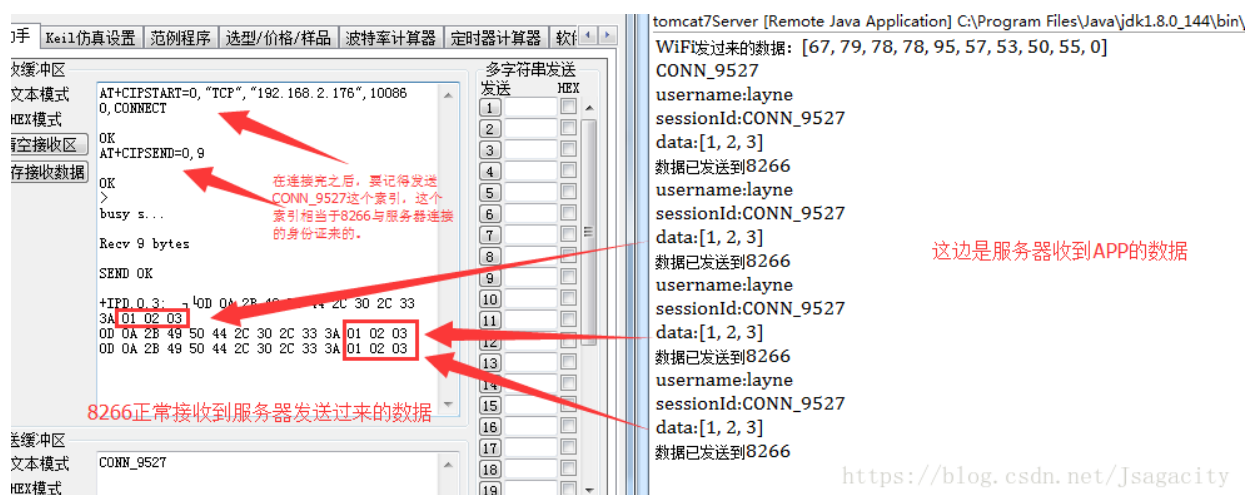 手 Keil仿真设置 范例程序 选型/价格/样品 波特率计算器 定时器计算器 软件
收缓冲区
文本模式
HEX模式
清空接收区
存接收数据
AT+CIPSTART=0,"TCP","192.168.2.176",10086
0,CONNECT
OK
AT+CIPSEND=0,9
OK
>
busy s...
Recv 9 bytes
SEND OK
+IPD,0,3: 0D 0A 2B 49 50 44 2C 30 2C 33
3A 01 02 03
0D 0A 2B 49 50 44 2C 30 2C 33 3A 01 02 03
0D 0A 2B 49 50 44 2C 30 2C 33 3A 01 02 03
在连接完之后，要记得发送
CONN_9527这个索引，这个
索引相当于8266与服务器连接
的身份证来的。
8266正常接收到服务器发送过来的数据
送缓冲区
文本模式
HEX模式
CONN_9527
多字符串发送
发送 HEX
1
2
3
4
5
6
7
8
9
10
11
12
13
14
15
16
17
18
19
tomcat7Server [Remote Java Application] C:\Program Files\Java\jdk1.8.0_144\bin\
WiFi发过来的数据：[67, 79, 78, 78, 95, 57, 53, 50, 55, 0]
CONN_9527
username:layne
sessionId:CONN_9527
data:[1, 2, 3]
数据已发送到8266
username:layne
sessionId:CONN_9527
data:[1, 2, 3]
数据已发送到8266
username:layne
sessionId:CONN_9527
data:[1, 2, 3]
数据已发送到8266
username:layne
sessionId:CONN_9527
data:[1, 2, 3]
数据已发送到8266
这边是服务器收到APP的数据
https://blog.csdn.net/Jsagacity